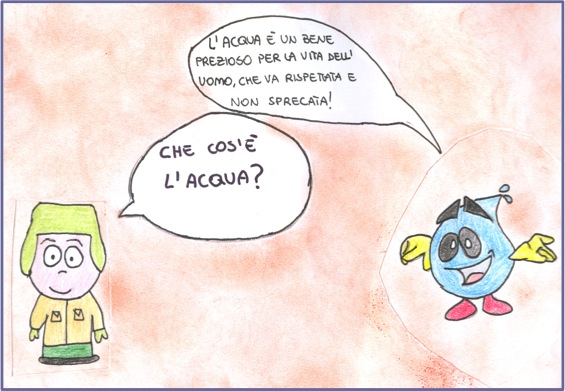 CHE COS'È
L'ACQUA?
L'ACQUA È UN BENE
PREZIOSO PER LA VITA DELL'
UOMO, CHE VA RISPETTATA E
NON SPRECATA!